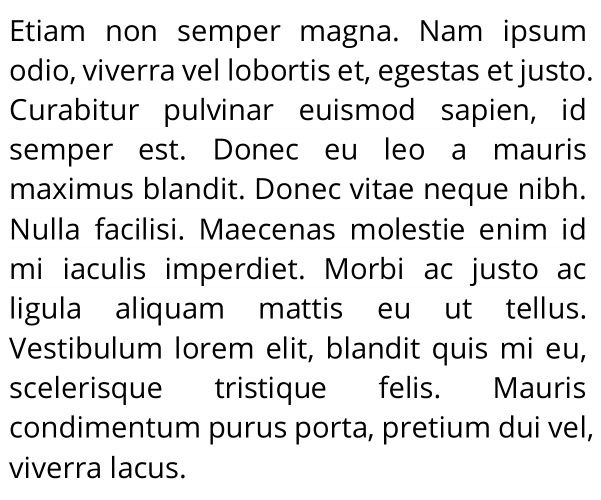 Etiam non semper magna. Nam ipsum
odio, viverra vel lobortis et, egestas et justo.
Curabitur pulvinar euismod sapien, id
semper est. Donec eu leo a mauris
maximus blandit. Donec vitae neque nibh.
Nulla facilisi. Maecenas molestie enim id
mi iaculis imperdiet. Morbi ac justo ac
ligula aliquam mattis eu ut tellus.
Vestibulum lorem elit, blandit quis mi eu,
scelerisque tristique felis. Mauris
condimentum purus porta, pretium dui vel,
viverra lacus.